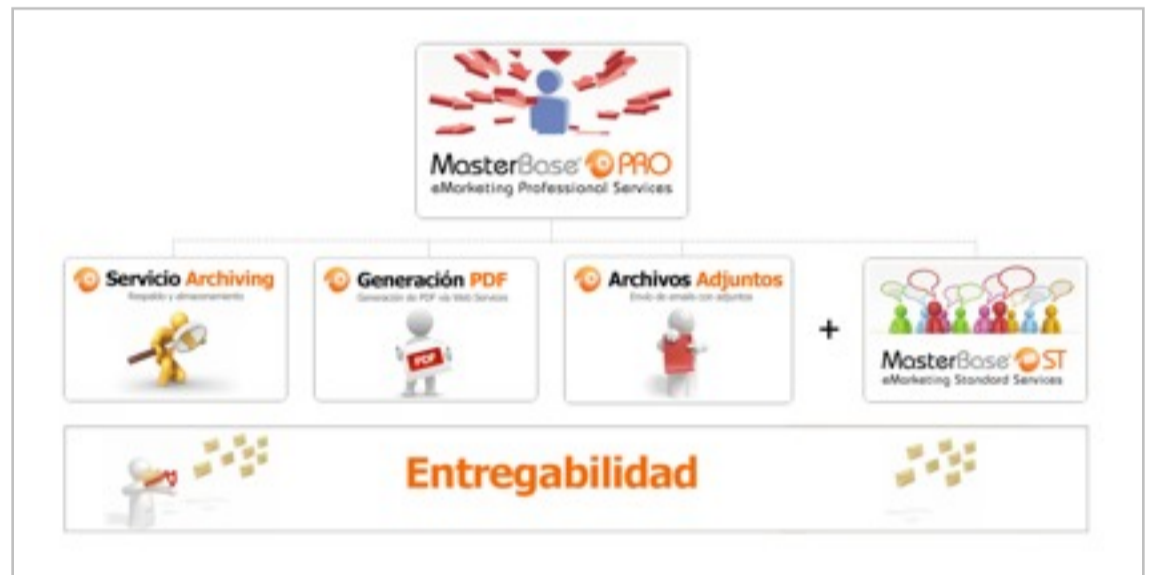 MasterBase® PRO
eMarketing Professional Services
Servicio Archiving
Respaldo y almacenamiento
Generación PDF
Generación de PDF vía Web Services
Archivos Adjuntos
Envío de emails con adjuntos
PDF
+
MasterBase® ST
eMarketing Standard Services
Entregabilidad